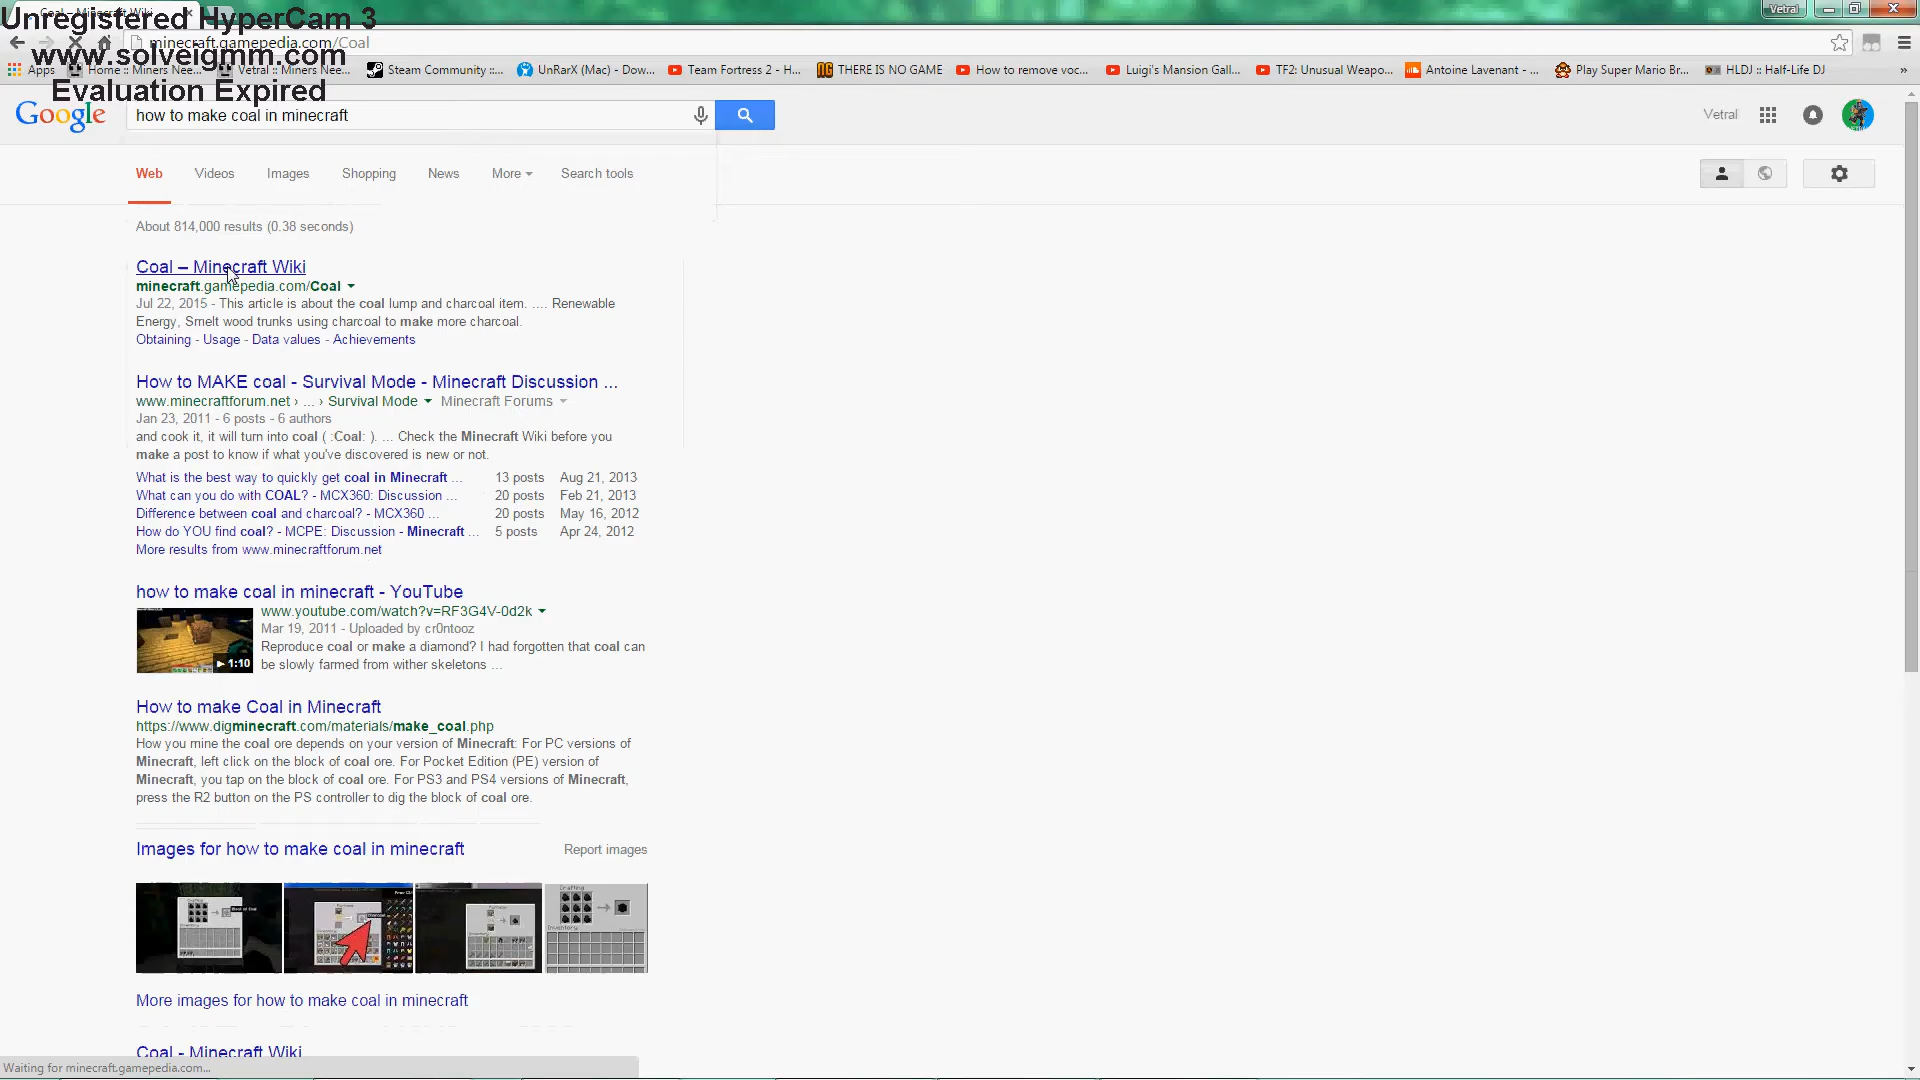 Unregistered HyperCam 3
www.solveigmm.com
Evaluation Expired
Coal – Minecraft Wiki
Vetral
minecraft.gamepedia.com/Coal
Apps
Home :: Miners Nee...
Vetral :: Miners Nee...
Steam Community ::...
UnRarX (Mac) - Dow...
Team Fortress 2 - H...
THERE IS NO GAME
How to remove voc...
Luigi's Mansion Gall...
TF2: Unusual Weapo...
Antoine Lavenant - ...
Play Super Mario Br...
HLDJ :: Half-Life DJ
»
Google
how to make coal in minecraft
Vetral
Web
Videos
Images
Shopping
News
More
Search tools
About 814,000 results (0.38 seconds)
Coal – Minecraft Wiki
minecraft.gamepedia.com/Coal
Jul 22, 2015 - This article is about the coal lump and charcoal item. .... Renewable
Energy, Smelt wood trunks using charcoal to make more charcoal.
Obtaining - Usage - Data values - Achievements
How to MAKE coal - Survival Mode - Minecraft Discussion ...
www.minecraftforum.net › ... › Survival Mode Minecraft Forums
Jan 23, 2011 - 6 posts - 6 authors
and cook it, it will turn into coal ( :Coal: ). ... Check the Minecraft Wiki before you
make a post to know if what you've discovered is new or not.
What is the best way to quickly get coal in Minecraft ... 13 posts Aug 21, 2013
What can you do with COAL? - MCX360: Discussion ... 20 posts Feb 21, 2013
Difference between coal and charcoal? - MCX360 ... 20 posts May 16, 2012
How do YOU find coal? - MCPE: Discussion - Minecraft ... 5 posts Apr 24, 2012
More results from www.minecraftforum.net
how to make coal in minecraft - YouTube
www.youtube.com/watch?v=RF3G4V-0d2k
Mar 19, 2011 - Uploaded by cr0ntooz
Reproduce coal or make a diamond? I had forgotten that coal can
be slowly farmed from wither skeletons ...
1:10
How to make Coal in Minecraft
https://www.digminecraft.com/materials/make_coal.php
How you mine the coal ore depends on your version of Minecraft: For PC versions of
Minecraft, left click on the block of coal ore. For Pocket Edition (PE) version of
Minecraft, you tap on the block of coal ore. For PS3 and PS4 versions of Minecraft,
press the R2 button on the PS controller to dig the block of coal ore.
Images for how to make coal in minecraft
Report images
Crafting
Inventory
More images for how to make coal in minecraft
Coal - Minecraft Wiki
Waiting for minecraft.gamepedia.com...